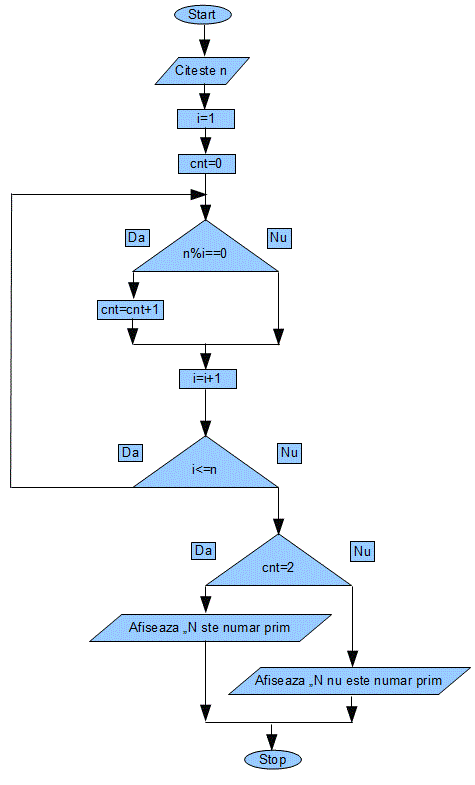 Start
Citeste n
i=1
cnt=0
Da
Nu
n%i==0
cnt=cnt+1
i=i+1
Da
Nu
i<=n
Da
Nu
cnt=2
Afiseaza „N ste numar prim
Afiseaza „N nu este numar prim
Stop